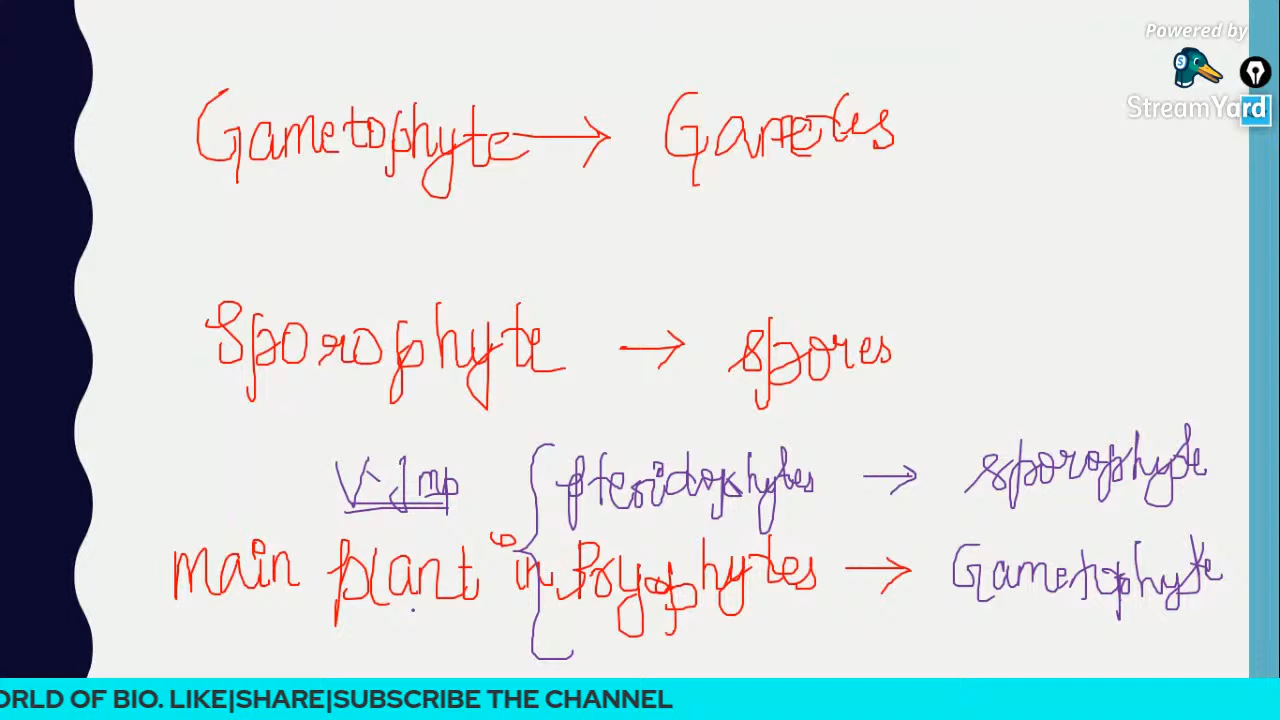 Powered by
StreamYard
Gametophyte → Gametes
Sporophyte → spores
V. Imp { pteridophytes → sporophyte
main plant in Bryophytes → Gametophyte
ORLD OF BIO. LIKE|SHARE|SUBSCRIBE THE CHANNEL